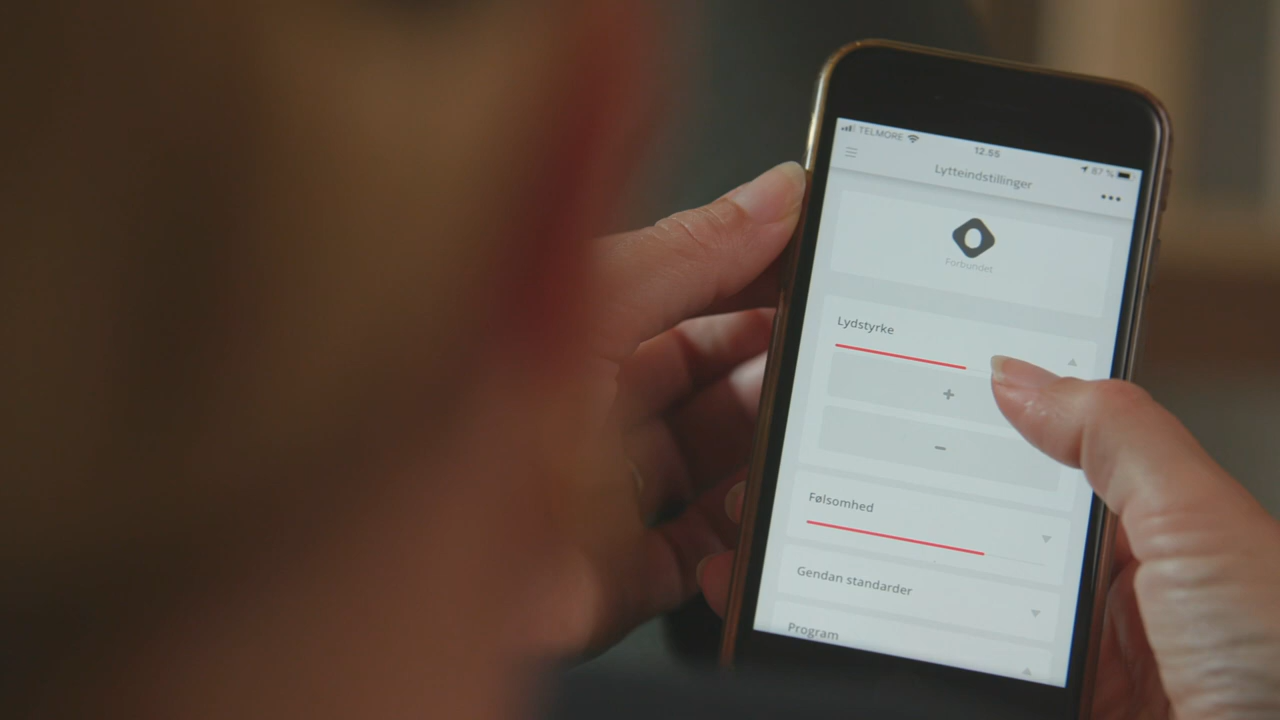 TELMORE
12.55
87 %
Lytteindstillinger
Forbundet
Lydstyrke
+
−
Følsomhed
Gendan standarder
Program